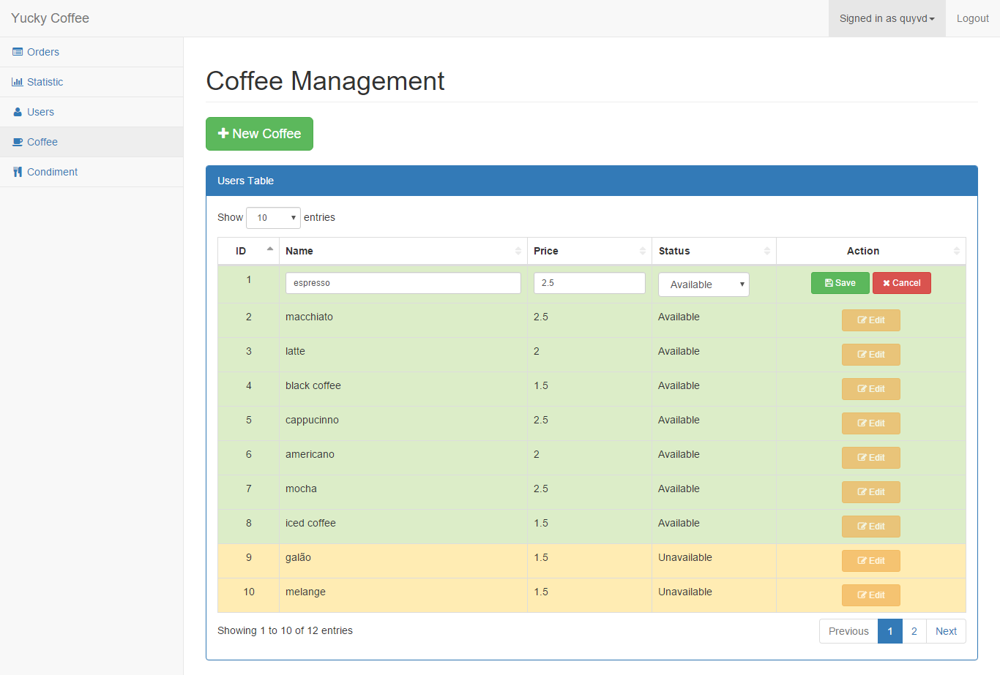 Yucky Coffee
Signed in as quyvd
Logout
Orders
Statistic
Users
Coffee
Condiment
Coffee Management
New Coffee
Users Table
Show 10 entries
ID Name Price Status Action
1 espresso 2.5 Available Save Cancel
2 macchiato 2.5 Available Edit
3 latte 2 Available Edit
4 black coffee 1.5 Available Edit
5 cappucinno 2.5 Available Edit
6 americano 2 Available Edit
7 mocha 2.5 Available Edit
8 iced coffee 1.5 Available Edit
9 galão 1.5 Unavailable Edit
10 melange 1.5 Unavailable Edit
Showing 1 to 10 of 12 entries
Previous 1 2 Next